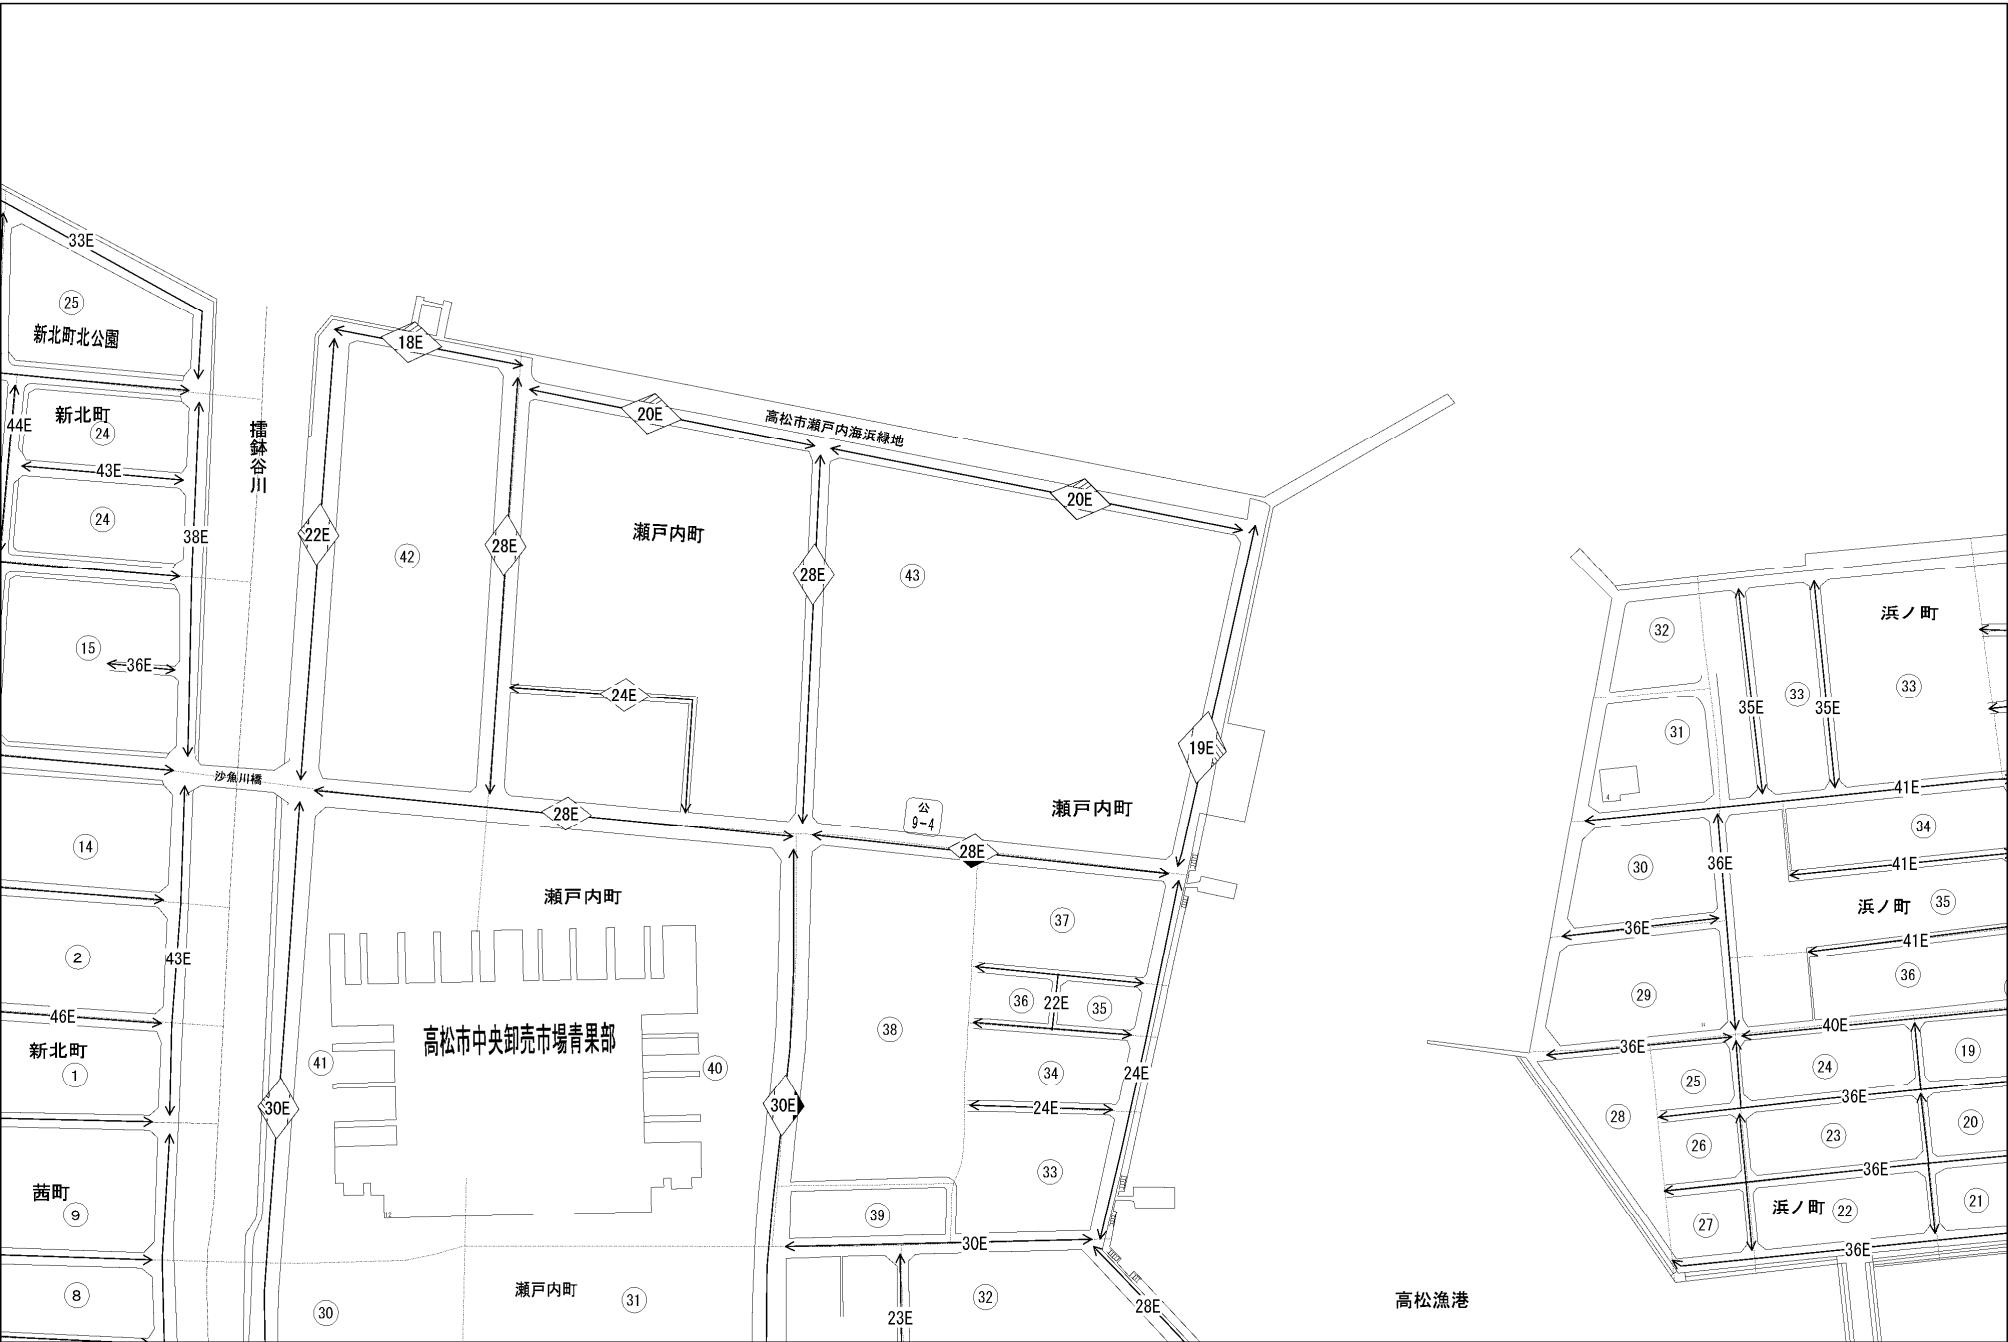 33E
25
新北町北公園
18E
新北町
24
44E
43E
擂鉢谷川
20E
高松市瀬戸内海浜緑地
20E
24
38E
22E
28E
瀬戸内町
42
28E
43
15
36E
24E
19E
沙魚川橋
28E
公
9-4
瀬戸内町
28E
14
瀬戸内町
37
2
43E
46E
36
22E
35
新北町
1
高松市中央卸売市場青果部
41
40
38
34
24E
24E
30E
30E
茜町
9
12
39
33
30E
8
30
瀬戸内町
31
32
23E
28E
高松漁港
浜ノ町
32
33
33
35E
35E
31
4
41E
34
30
36E
41E
浜ノ町
35
36E
41E
36
29
40E
36E
24
19
25
36E
28
26
23
20
36E
浜ノ町
22
21
27
36E